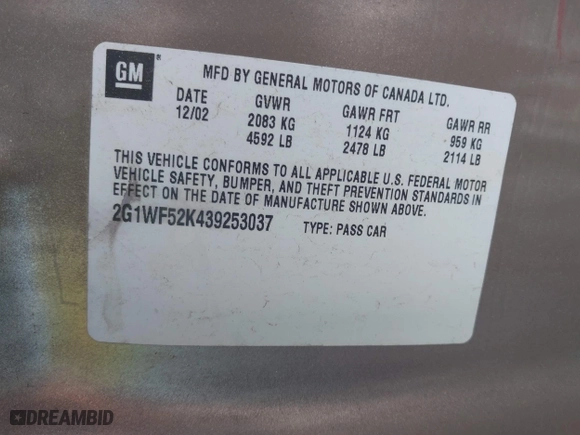 GM ®
MFD BY GENERAL MOTORS OF CANADA LTD.
DATE GVWR GAWR FRT GAWR RR
12/02 2083 KG 1124 KG 959 KG
4592 LB 2478 LB 2114 LB
THIS VEHICLE CONFORMS TO ALL APPLICABLE U.S. FEDERAL MOTOR
VEHICLE SAFETY, BUMPER, AND THEFT PREVENTION STANDARDS IN
EFFECT ON THE DATE OF MANUFACTURE SHOWN ABOVE.
2G1WF52K439253037 TYPE: PASS CAR
DREAMBID